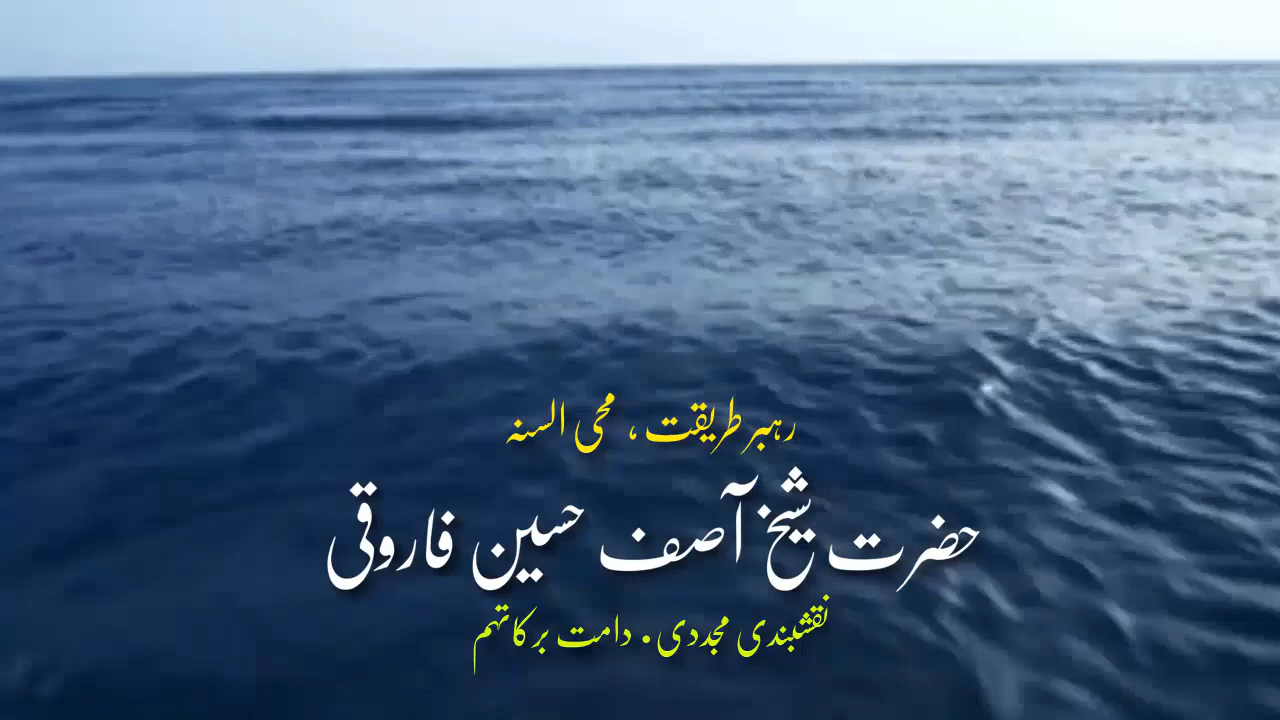 رہبر طریقت، محی السنہ
حضرت شیخ آصف حسین فاروقی
نقشبندی مجددی . دامت برکاتہم